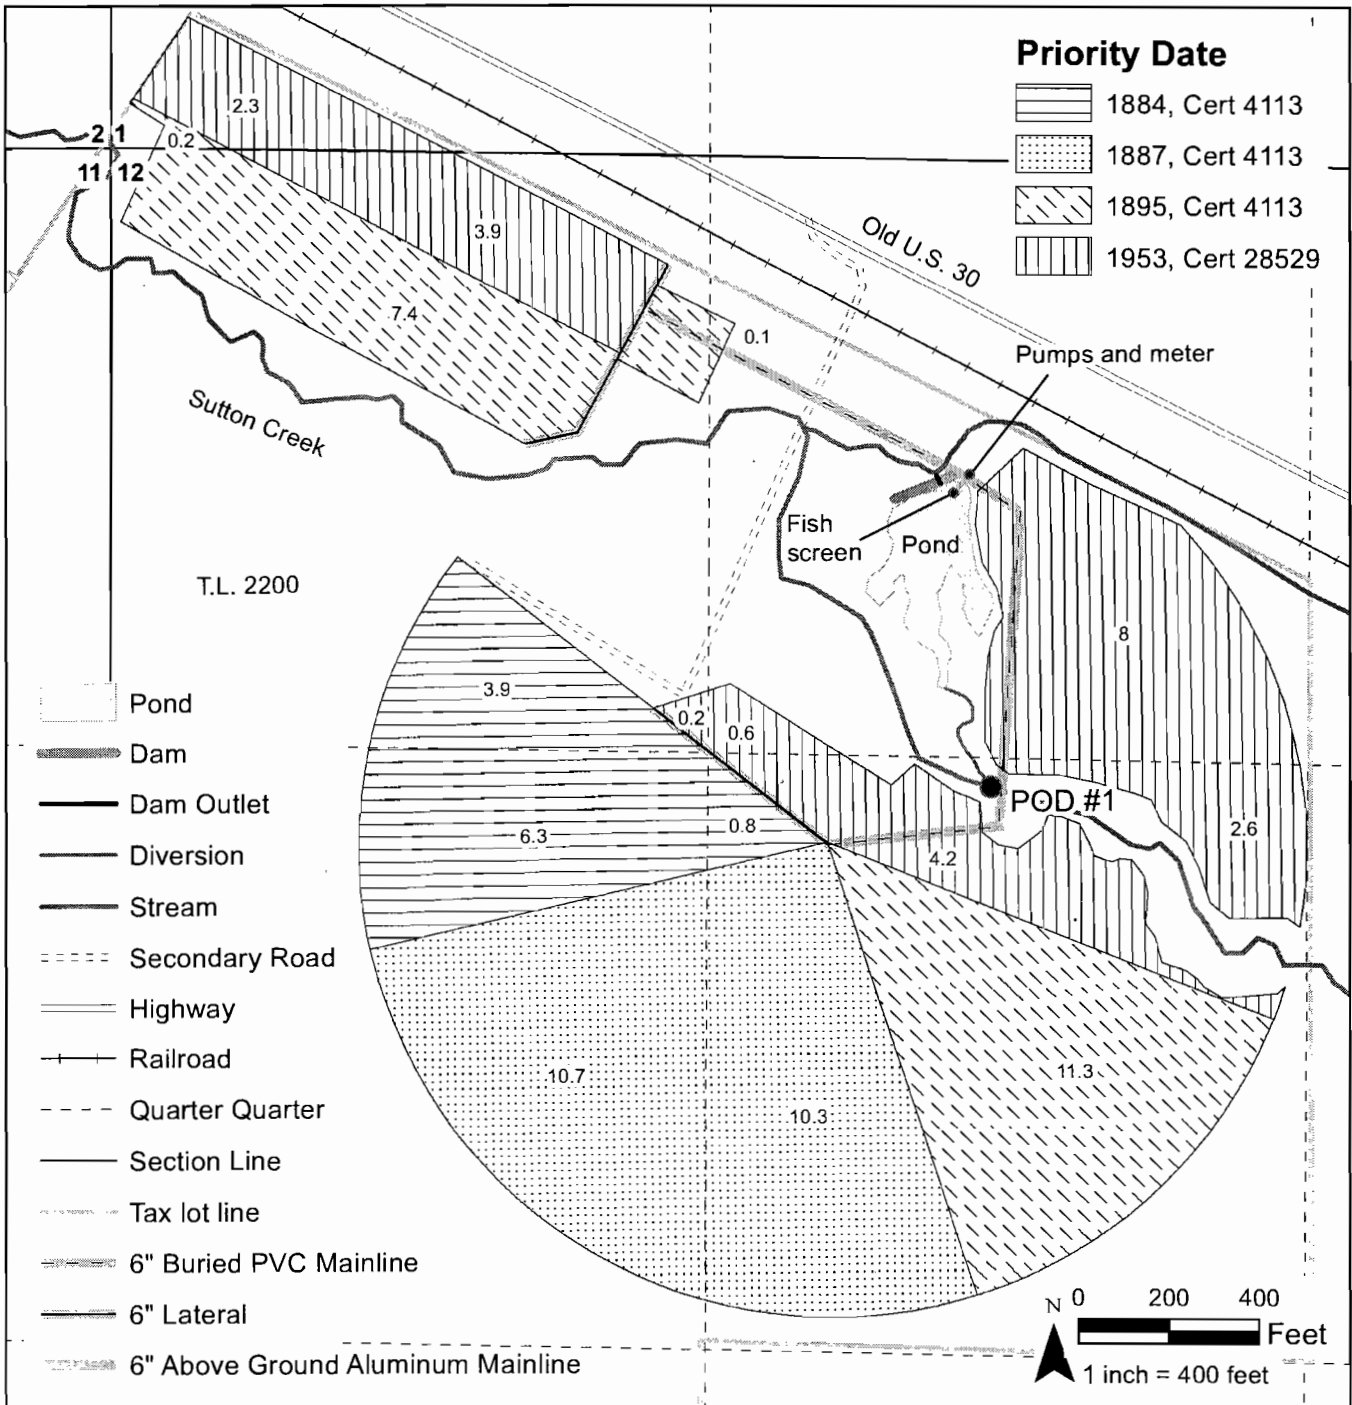 Priority Date
1884, Cert 4113
1887, Cert 4113
1895, Cert 4113
1953, Cert 28529
2.3
2 1
0.2
11 12
3.9
Old U.S. 30
7.4
0.1
Pumps and meter
Sutton Creek
Fish
screen
Pond
T.L. 2200
8
3.9
0.2
0.6
POD #1
6.3
0.8
4.2
2.6
10.7
10.3
11.3
Pond
Dam
Dam Outlet
Diversion
Stream
Secondary Road
Highway
Railroad
Quarter Quarter
Section Line
Tax lot line
6" Buried PVC Mainline
6" Lateral
6" Above Ground Aluminum Mainline
N
0 200 400
Feet
1 inch = 400 feet